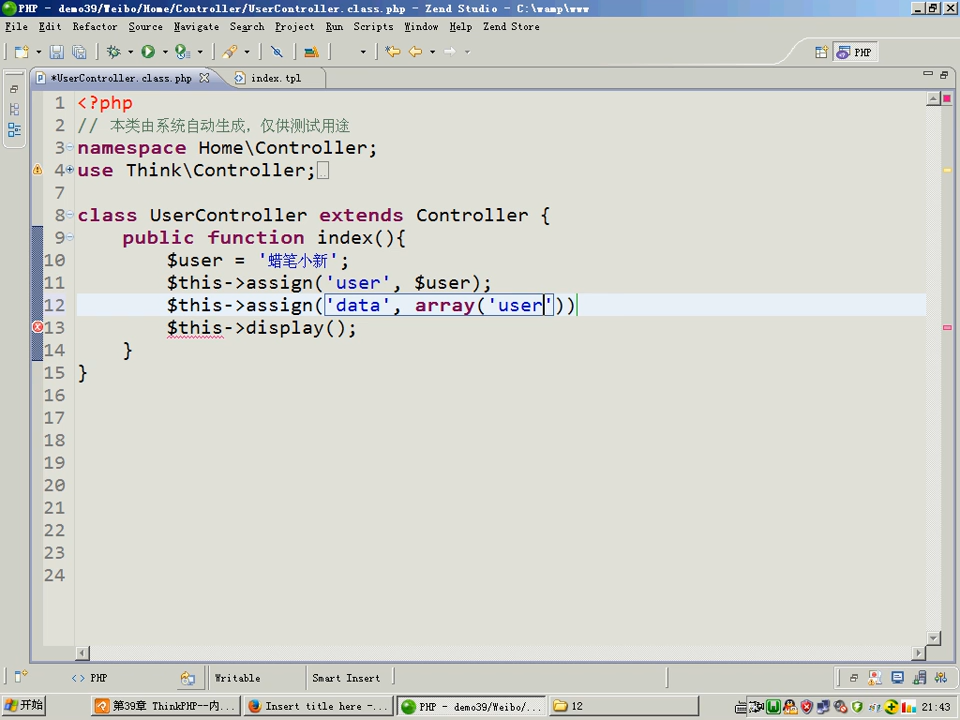 PHP - demo39/Weibo/Home/Controller/UserController.class.php - Zend Studio - C:\wamp\www
File Edit Refactor Source Navigate Search Project Run Scripts Window Help Zend Store
PHP
*UserController.class.php index.tpl
1 <?php
2 // 本类由系统自动生成，仅供测试用途
3 namespace Home\Controller;
4 use Think\Controller;
7
8 class UserController extends Controller {
9 public function index(){
10 $user = '蜡笔小新';
11 $this->assign('user', $user);
12 $this->assign('data', array('user'))
13 $this->display();
14 }
15 }
16
17
18
19
20
21
22
23
24
<> PHP Writable Smart Insert
开始 第39章 ThinkPHP--内... Insert title here -... PHP - demo39/Weibo/... 12 21:43